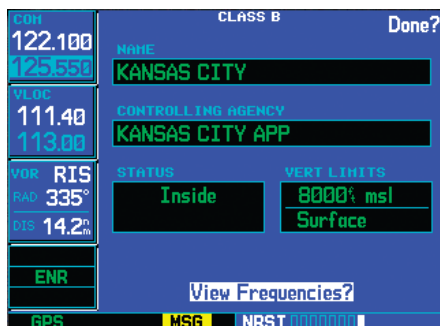 COM
122.100
125.550
VLOC
111.40
113.00
VOR RIS
RAD 335°
DIS 14.2nm
ENR
GPS
CLASS B
Done?
NAME
KANSAS CITY
CONTROLLING AGENCY
KANSAS CITY APP
STATUS
Inside
VERT LIMITS
8000ft msl
Surface
View Frequencies?
MSG
NRST